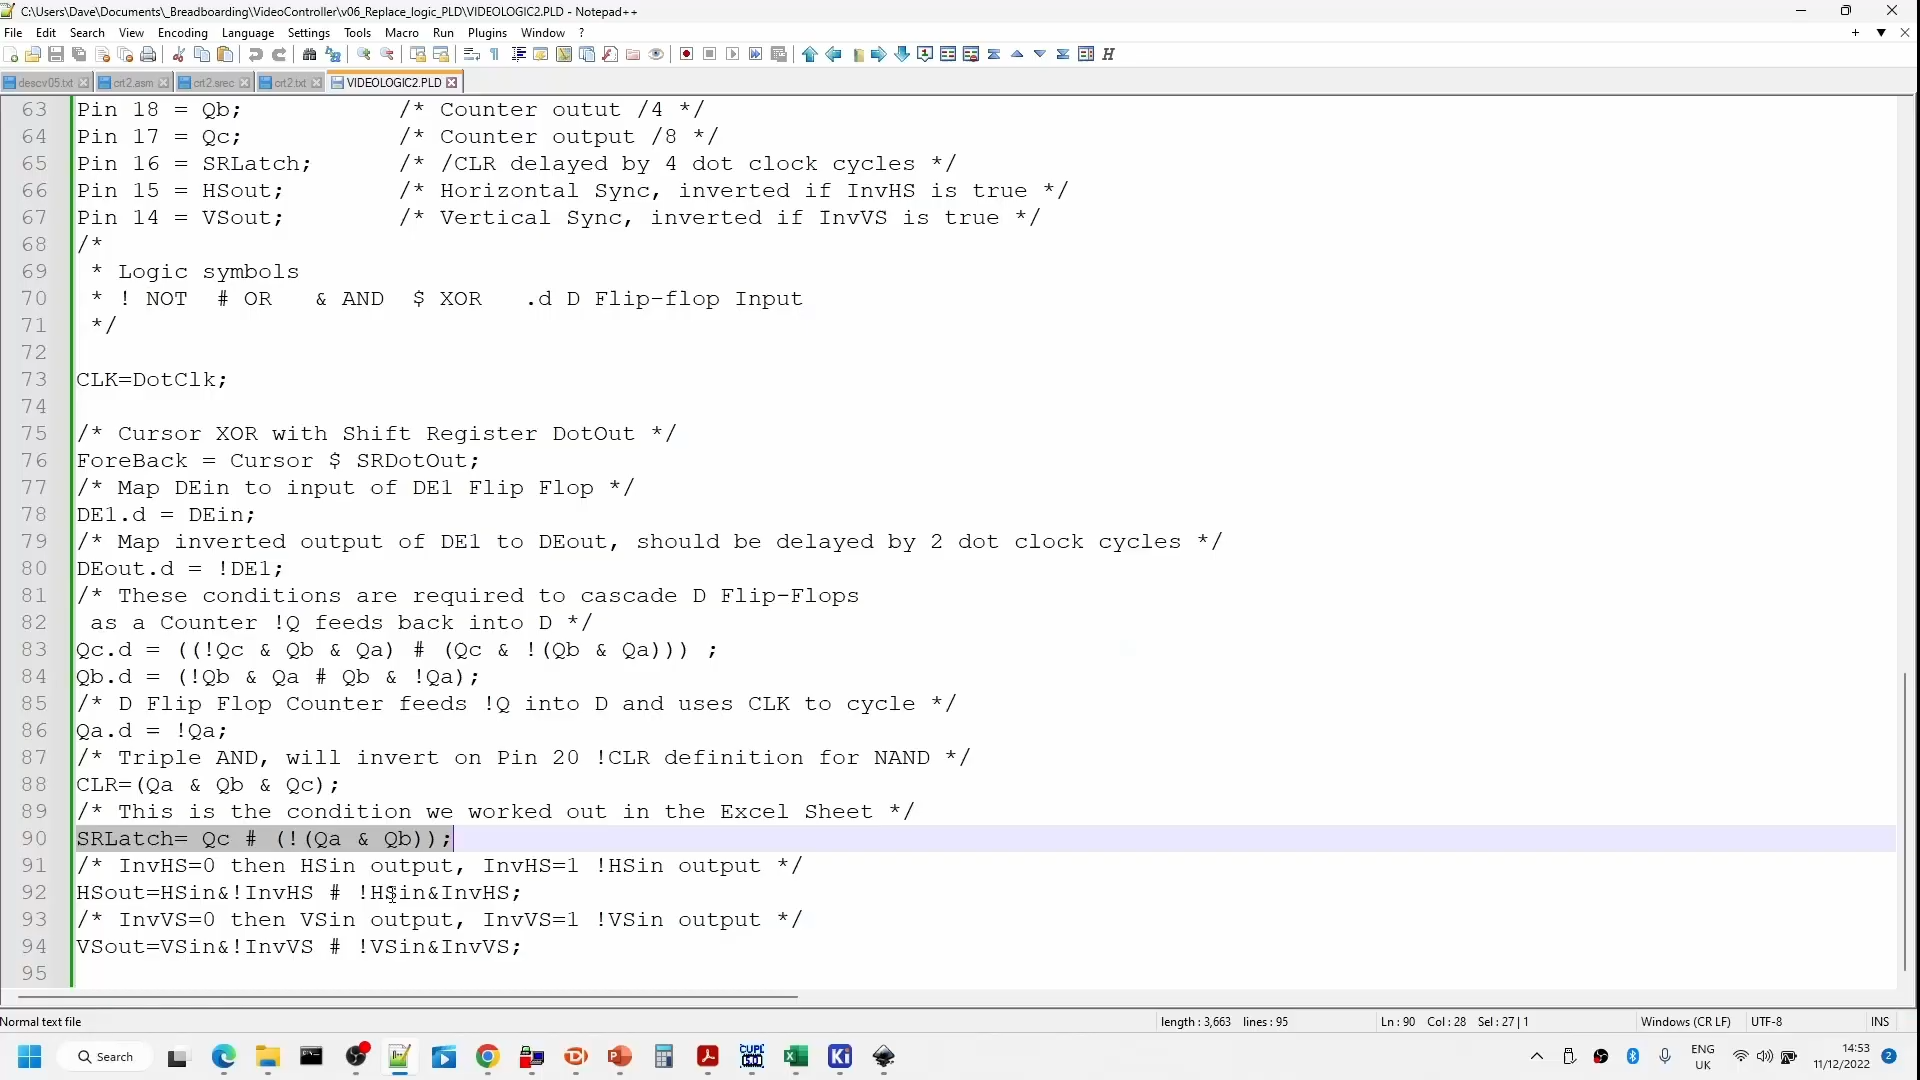 C:\Users\Dave\Documents\_Breadboarding\VideoController\v06_Replace_logic_PLD\VIDEOLOGIC2.PLD - Notepad++
File Edit Search View Encoding Language Settings Tools Macro Run Plugins Window ?
descv05.txt crt2.asm crt2.srec crt2.txt VIDEOLOGIC2.PLD
63 Pin 18 = Qb; /* Counter outut /4 */
64 Pin 17 = Qc; /* Counter output /8 */
65 Pin 16 = SRLatch; /* /CLR delayed by 4 dot clock cycles */
66 Pin 15 = HSout; /* Horizontal Sync, inverted if InvHS is true */
67 Pin 14 = VSout; /* Vertical Sync, inverted if InvVS is true */
68 /*
69 * Logic symbols
70 * ! NOT # OR & AND $ XOR .d D Flip-flop Input
71 */
72
73 CLK=DotClk;
74
75 /* Cursor XOR with Shift Register DotOut */
76 ForeBack = Cursor $ SRDotOut;
77 /* Map DEin to input of DE1 Flip Flop */
78 DE1.d = DEin;
79 /* Map inverted output of DE1 to DEout, should be delayed by 2 dot clock cycles */
80 DEout.d = !DE1;
81 /* These conditions are required to cascade D Flip-Flops
82 as a Counter !Q feeds back into D */
83 Qc.d = ((!Qc & Qb & Qa) # (Qc & !(Qb & Qa))) ;
84 Qb.d = (!Qb & Qa # Qb & !Qa);
85 /* D Flip Flop Counter feeds !Q into D and uses CLK to cycle */
86 Qa.d = !Qa;
87 /* Triple AND, will invert on Pin 20 !CLR definition for NAND */
88 CLR=(Qa & Qb & Qc);
89 /* This is the condition we worked out in the Excel Sheet */
90 SRLatch= Qc # (!(Qa & Qb));
91 /* InvHS=0 then HSin output, InvHS=1 !HSin output */
92 HSout=HSin&!InvHS # !HSin&InvHS;
93 /* InvVS=0 then VSin output, InvVS=1 !VSin output */
94 VSout=VSin&!InvVS # !VSin&InvVS;
95
Normal text file length : 3,663 lines : 95 Ln : 90 Col : 28 Sel : 27 | 1 Windows (CR LF) UTF-8 INS
Search CUPL 5.0 Ki ENG UK 14:53 11/12/2022 2